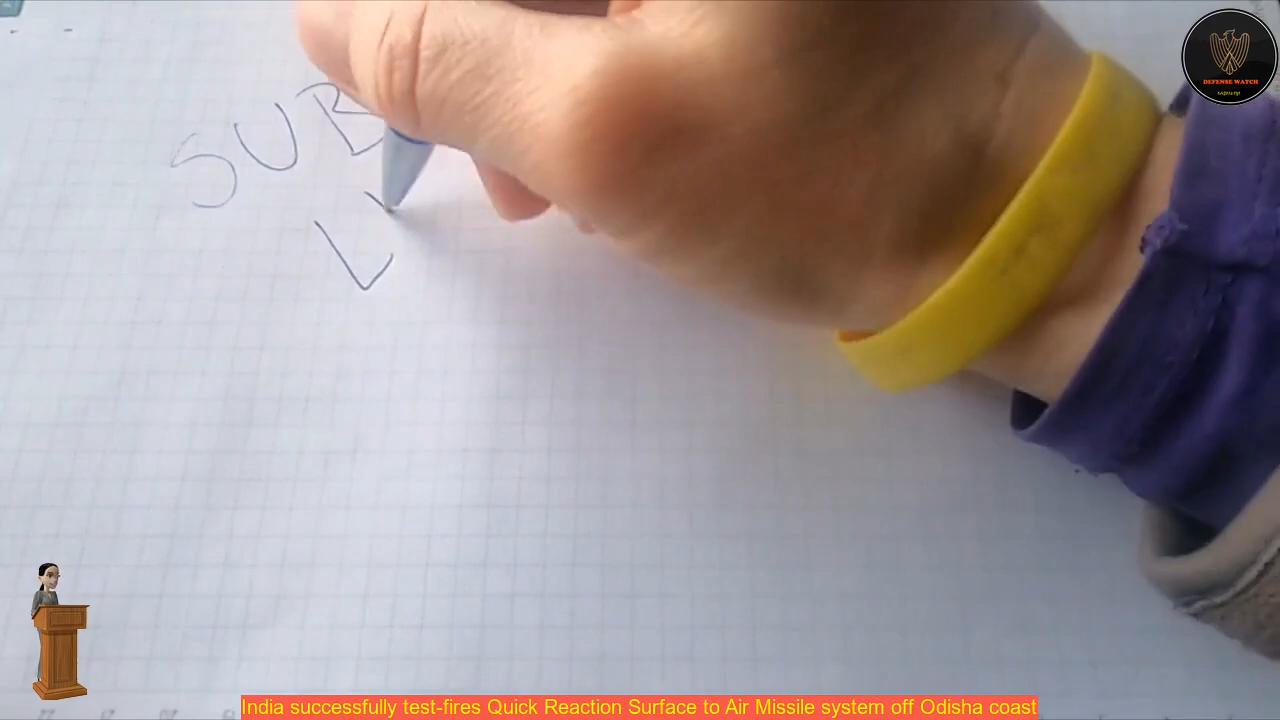 SUB
L
DEFENSE WATCH
India successfully test-fires Quick Reaction Surface to Air Missile system off Odisha coast